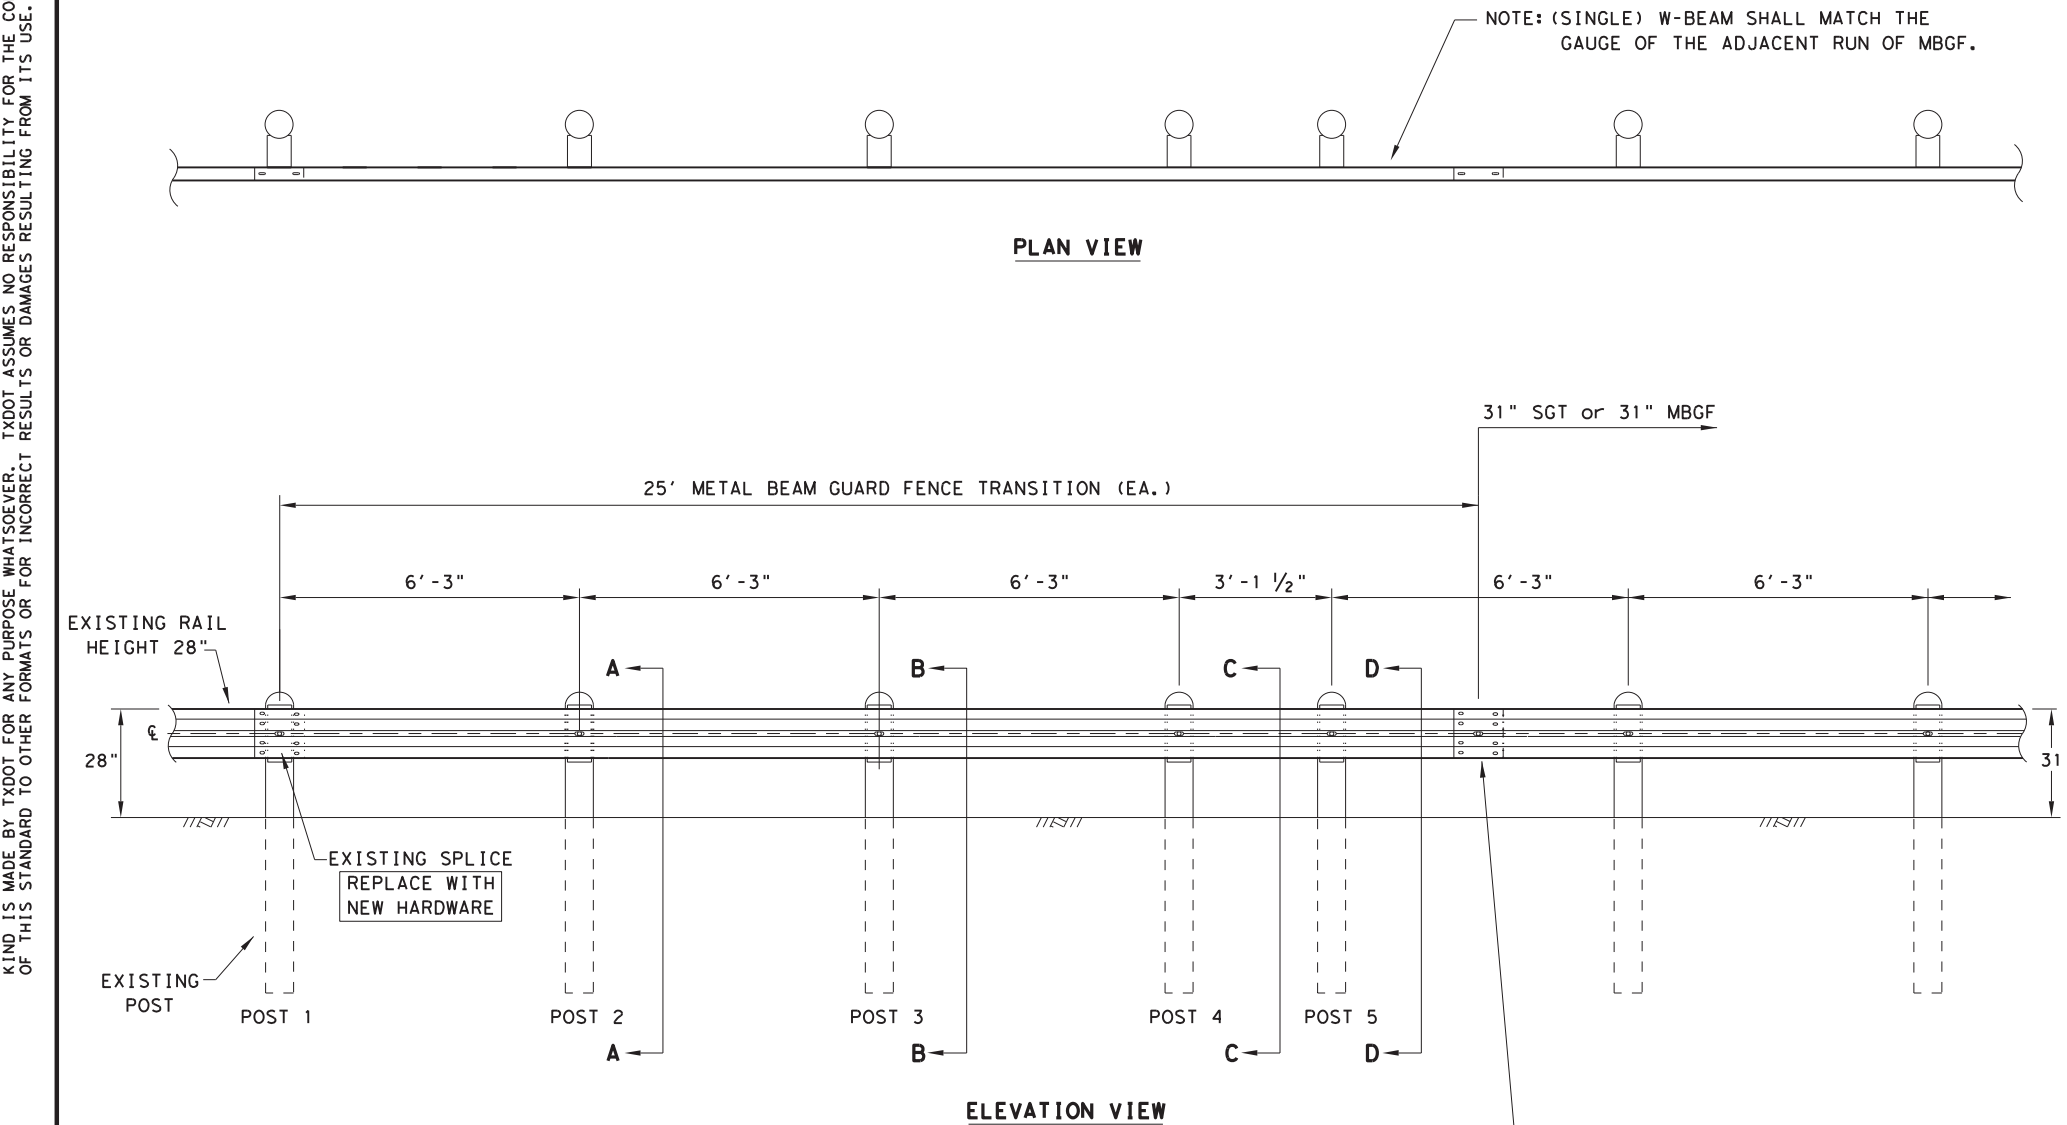 KIND IS MADE BY TXDOT FOR ANY PURPOSE WHATSOEVER. TXDOT ASSUMES NO RESPONSIBILITY FOR THE CO
OF THIS STANDARD TO OTHER FORMATS OR FOR INCORRECT RESULTS OR DAMAGES RESULTING FROM ITS USE.
NOTE: (SINGLE) W-BEAM SHALL MATCH THE
GAUGE OF THE ADJACENT RUN OF MBGF.
PLAN VIEW
31" SGT or 31" MBGF
25' METAL BEAM GUARD FENCE TRANSITION (EA.)
6'-3" 6'-3" 6'-3" 3'-1 1/2" 6'-3" 6'-3"
EXISTING RAIL
HEIGHT 28"
A B C D
℄
28" 31
EXISTING SPLICE
REPLACE WITH
NEW HARDWARE
EXISTING
POST
POST 1 POST 2 POST 3 POST 4 POST 5
A B C D
ELEVATION VIEW